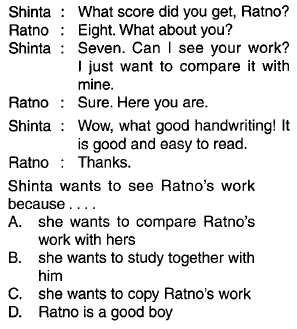 Shinta : What score did you get, Ratno?
Ratno : Eight. What about you?
Shinta : Seven. Can I see your work?
I just want to compare it with
mine.
Ratno : Sure. Here you are.
Shinta : Wow, what good handwriting! It
is good and easy to read.
Ratno : Thanks.
Shinta wants to see Ratno's work
because . . . .
A. she wants to compare Ratno's
work with hers
B. she wants to study together with
him
C. she wants to copy Ratno's work
D. Ratno is a good boy